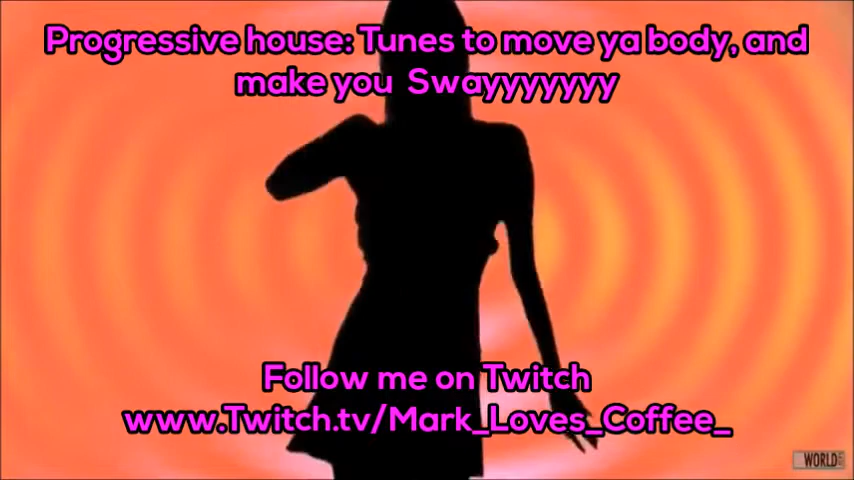 Progressive house: Tunes to move ya body, and
make you Swayyyyyyy
Follow me on Twitch
www.Twitch.tv/Mark_Loves_Coffee_
WORLD